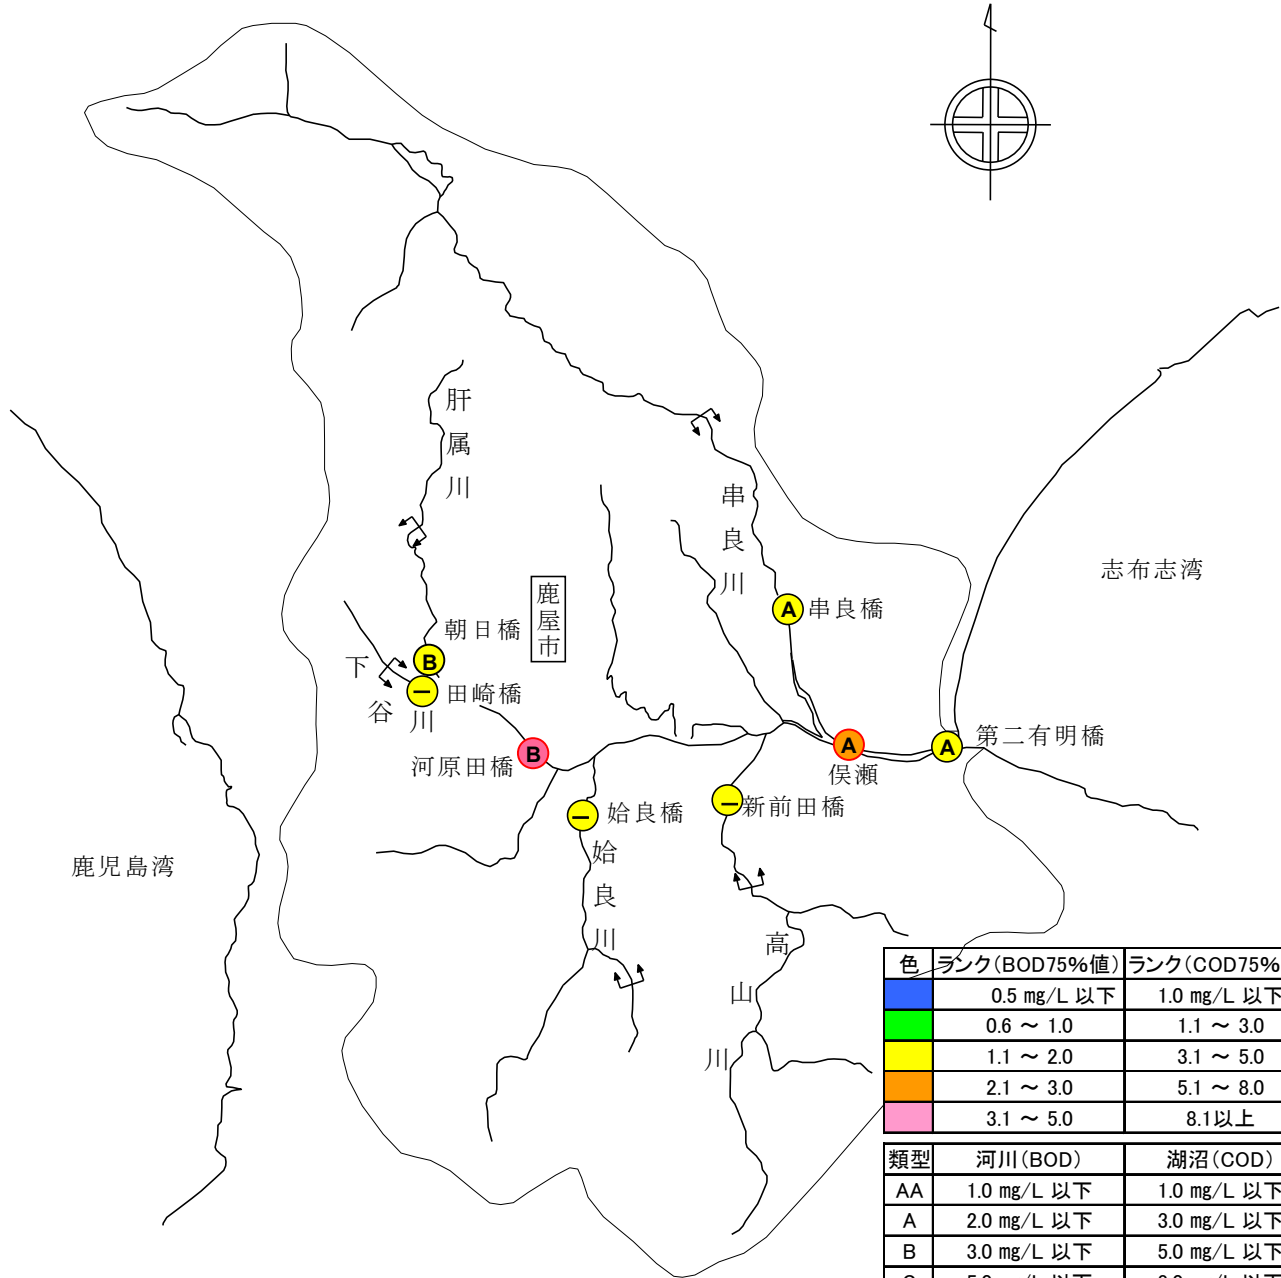 肝属川
串良川
志布志湾
鹿屋市
A 串良橋
朝日橋
B
下谷川
ー 田崎橋
第二有明橋
A
A
俣瀬
河原田橋 B
ー 新前田橋
ー 姶良橋
鹿児島湾
姶良川
高山川
色 ランク(BOD75%値) ランク(COD75%
0.5 mg/L 以下 1.0 mg/L 以下
0.6 ～ 1.0 1.1 ～ 3.0
1.1 ～ 2.0 3.1 ～ 5.0
2.1 ～ 3.0 5.1 ～ 8.0
3.1 ～ 5.0 8.1以上
類型 河川(BOD) 湖沼(COD)
AA 1.0 mg/L 以下 1.0 mg/L 以下
A 2.0 mg/L 以下 3.0 mg/L 以下
B 3.0 mg/L 以下 5.0 mg/L 以下